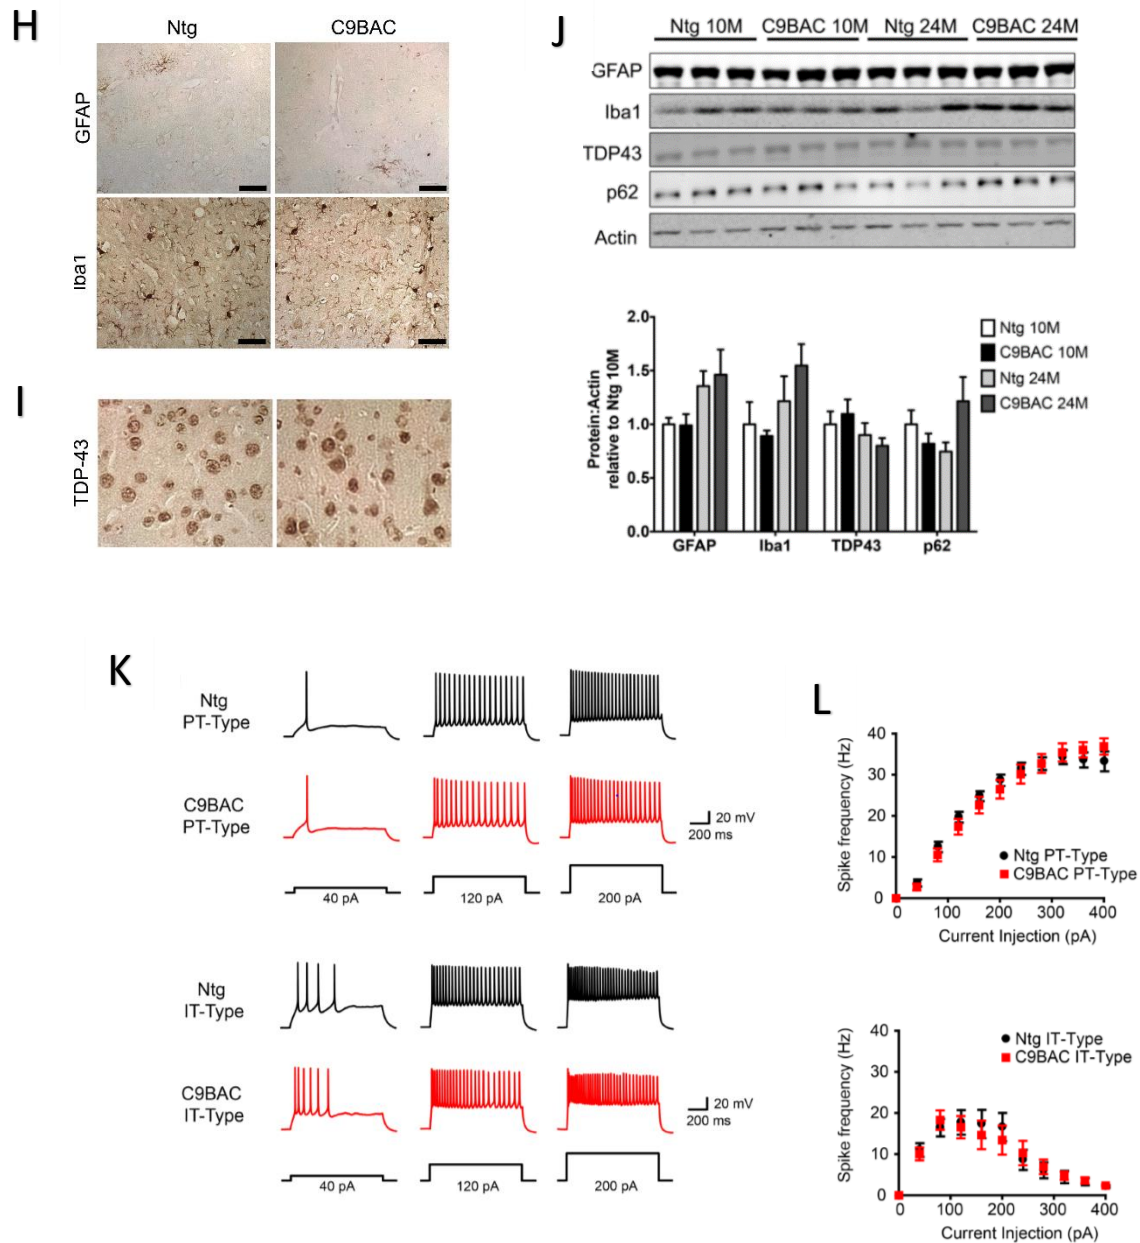 H
Ntg
C9BAC
GFAP
Iba1
I
TDP-43
J
Ntg 10M
C9BAC 10M
Ntg 24M
C9BAC 24M
GFAP
Iba1
TDP43
p62
Actin
Protein:Actin
relative to Ntg 10M
2.0
1.5
1.0
0.5
0.0
GFAP
Iba1
TDP43
p62
Ntg 10M
C9BAC 10M
Ntg 24M
C9BAC 24M
K
Ntg
PT-Type
C9BAC
PT-Type
20 mV
200 ms
40 pA
120 pA
200 pA
Ntg
IT-Type
C9BAC
IT-Type
20 mV
200 ms
40 pA
120 pA
200 pA
L
Spike frequency (Hz)
40
30
20
10
0
Ntg PT-Type
C9BAC PT-Type
0
100
200
300
400
Current Injection (pA)
Spike frequency (Hz)
40
30
20
10
0
Ntg IT-Type
C9BAC IT-Type
0
100
200
300
400
Current Injection (pA)